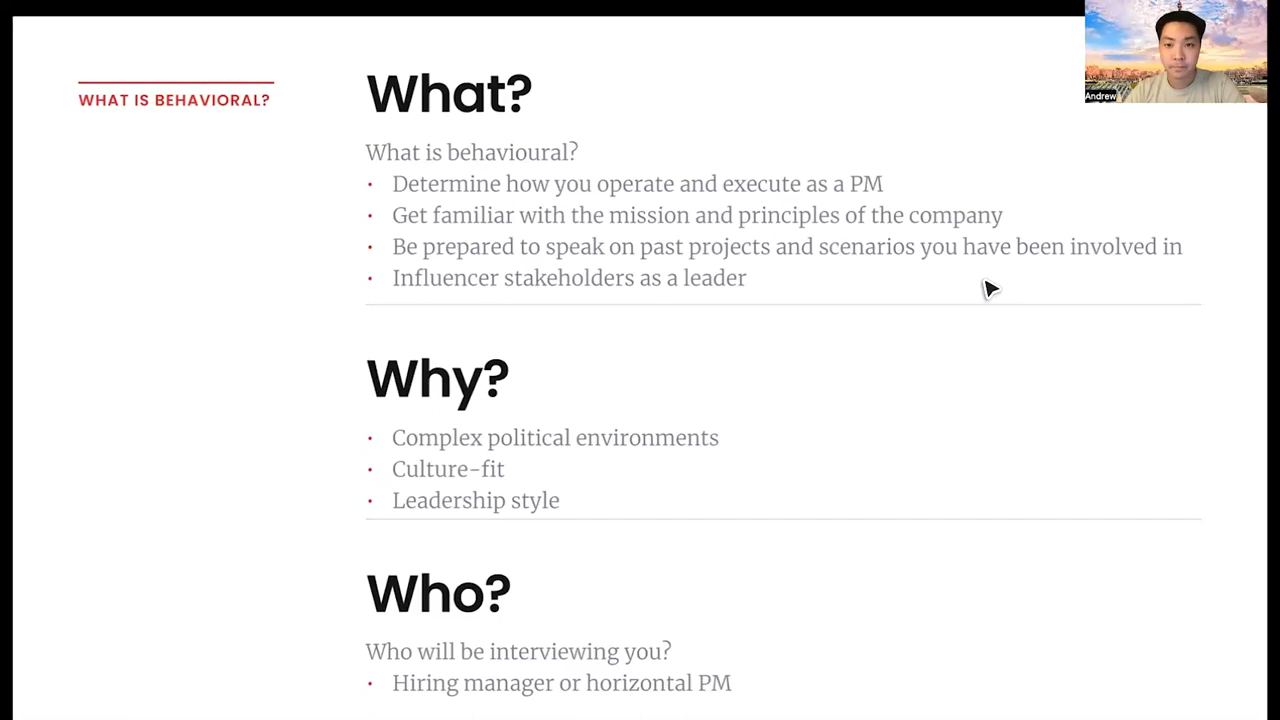 WHAT IS BEHAVIORAL?
What?
What is behavioural?
• Determine how you operate and execute as a PM
• Get familiar with the mission and principles of the company
• Be prepared to speak on past projects and scenarios you have been involved in
• Influencer stakeholders as a leader
Why?
• Complex political environments
• Culture-fit
• Leadership style
Who?
Who will be interviewing you?
• Hiring manager or horizontal PM
Andrew